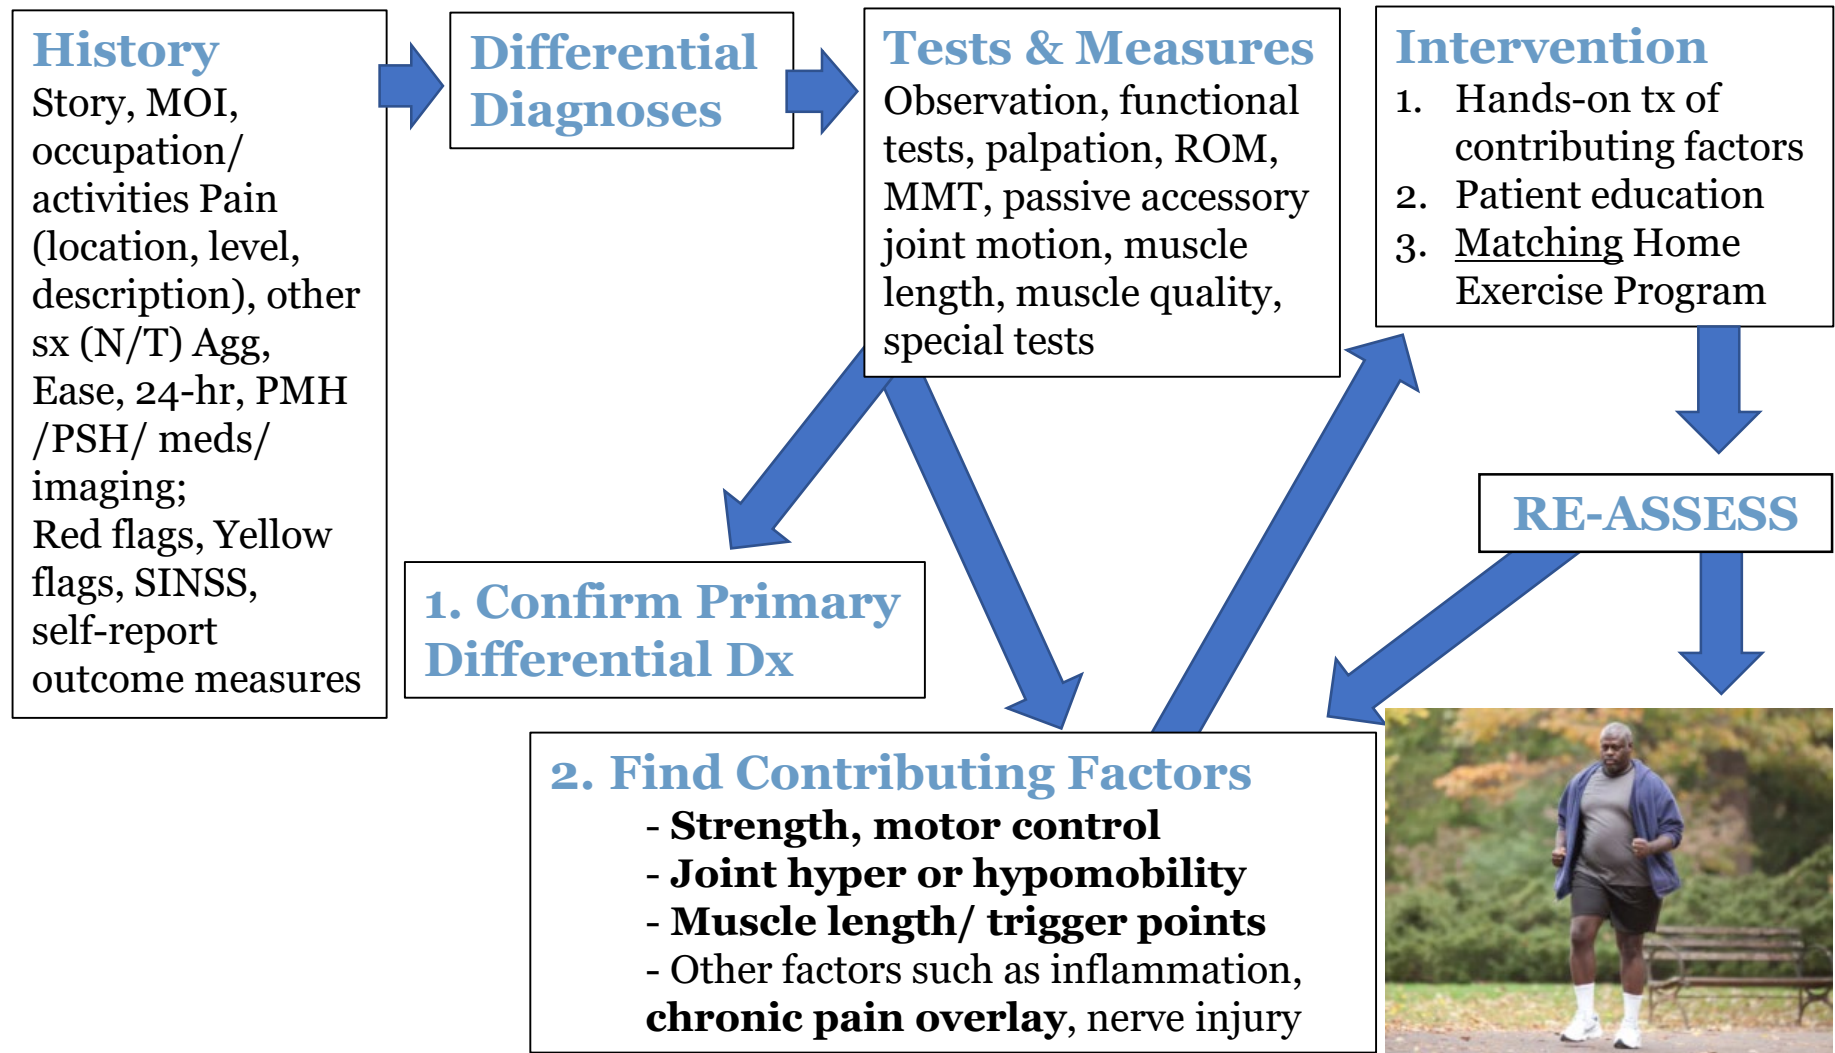 History
Story, MOI,
occupation/
activities Pain
(location, level,
description), other
sx (N/T) Agg,
Ease, 24-hr, PMH
/PSH/ meds/
imaging;
Red flags, Yellow
flags, SINSS,
self-report
outcome measures
Differential
Diagnoses
Tests & Measures
Observation, functional
tests, palpation, ROM,
MMT, passive accessory
joint motion, muscle
length, muscle quality,
special tests
1. Confirm Primary
Differential Dx
2. Find Contributing Factors
- Strength, motor control
- Joint hyper or hypomobility
- Muscle length/ trigger points
- Other factors such as inflammation,
chronic pain overlay, nerve injury
Intervention
1. Hands-on tx of
contributing factors
2. Patient education
3. Matching Home
Exercise Program
RE-ASSESS